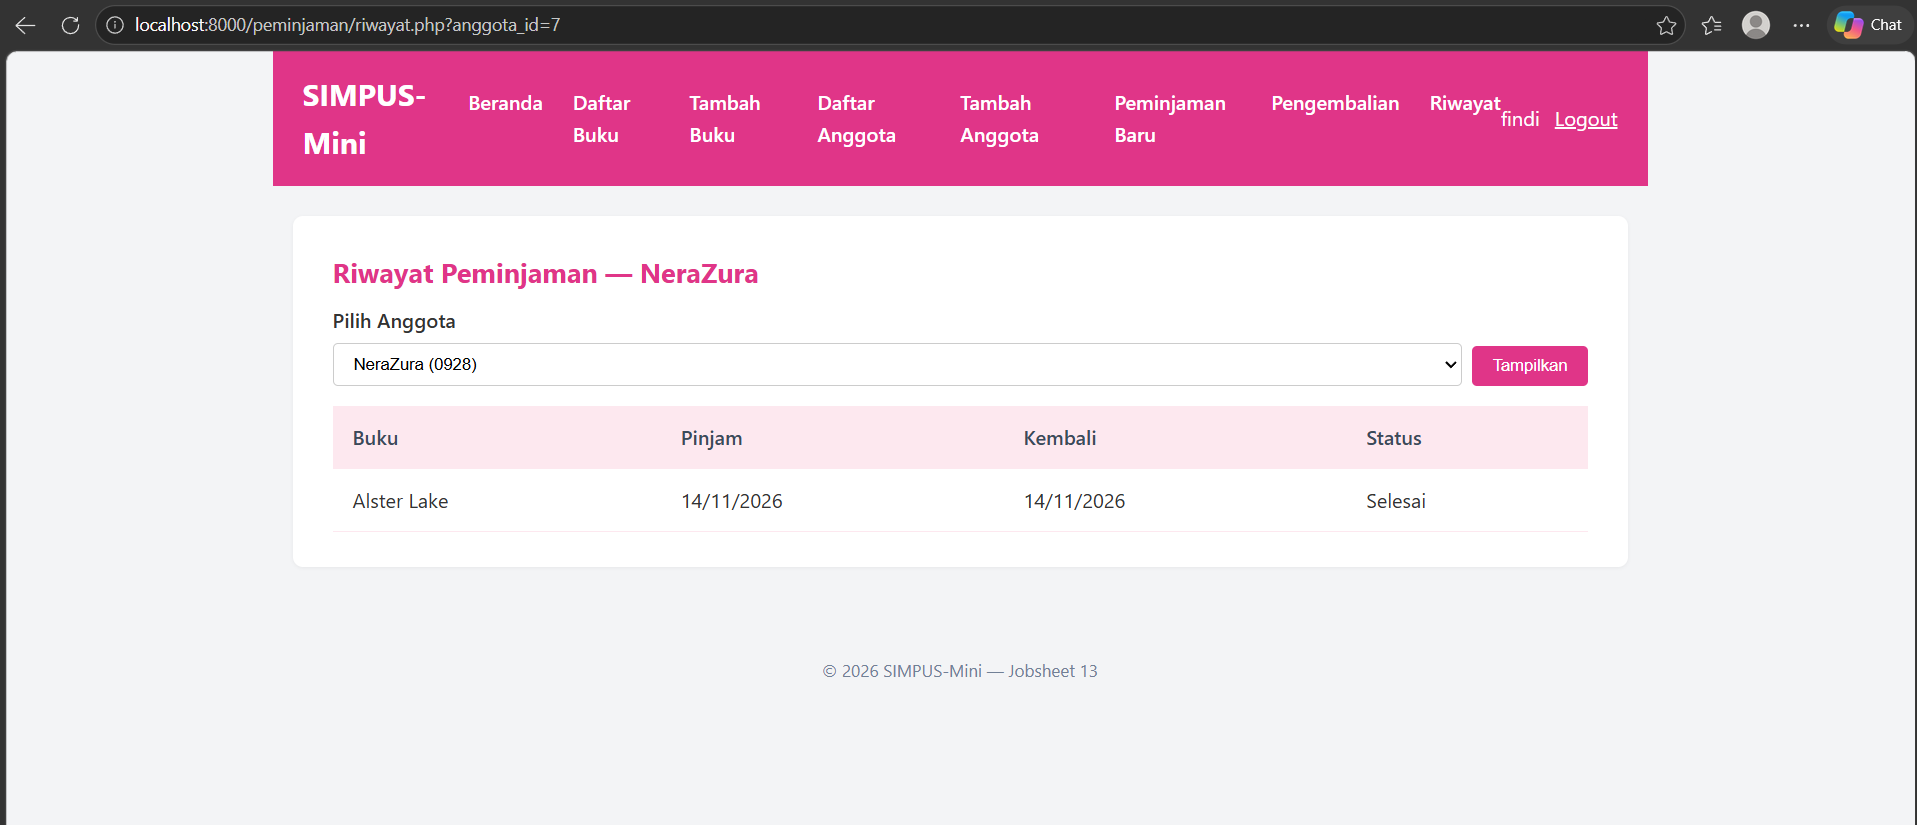 localhost:8000/peminjaman/riwayat.php?anggota_id=7
Chat
SIMPUS-
Mini
Beranda
Daftar
Buku
Tambah
Buku
Daftar
Anggota
Tambah
Anggota
Peminjaman
Baru
Pengembalian
Riwayat
findi
Logout
Riwayat Peminjaman — NeraZura
Pilih Anggota
NeraZura (0928)
Tampilkan
Buku Pinjam Kembali Status
Alster Lake 14/11/2026 14/11/2026 Selesai
© 2026 SIMPUS-Mini — Jobsheet 13